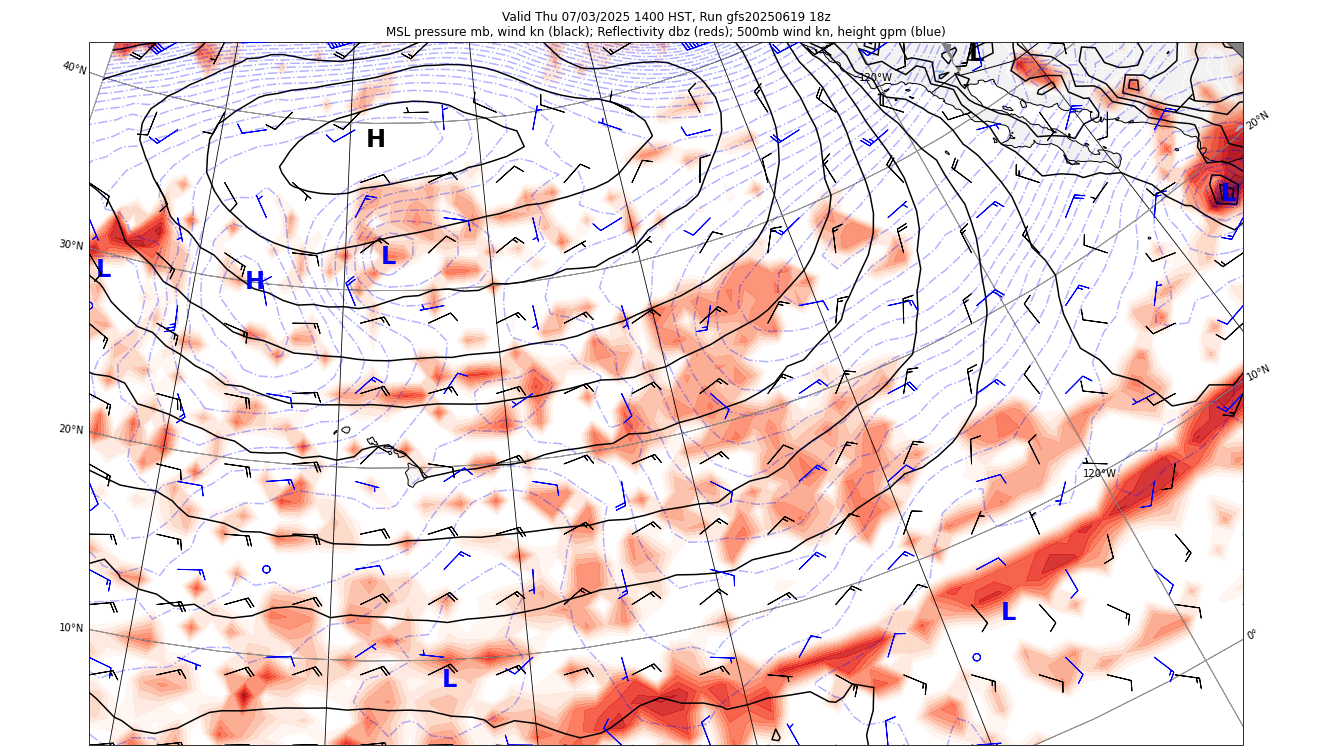 Valid Thu 07/03/2025 1400 HST, Run gfs20250619 18z
MSL pressure mb, wind kn (black); Reflectivity dbz (reds); 500mb wind kn, height gpm (blue)
L
40°N
120°W
20°N
H
L
30°N
L
L
H
10°N
20°N
120°W
L
10°N
0°
L